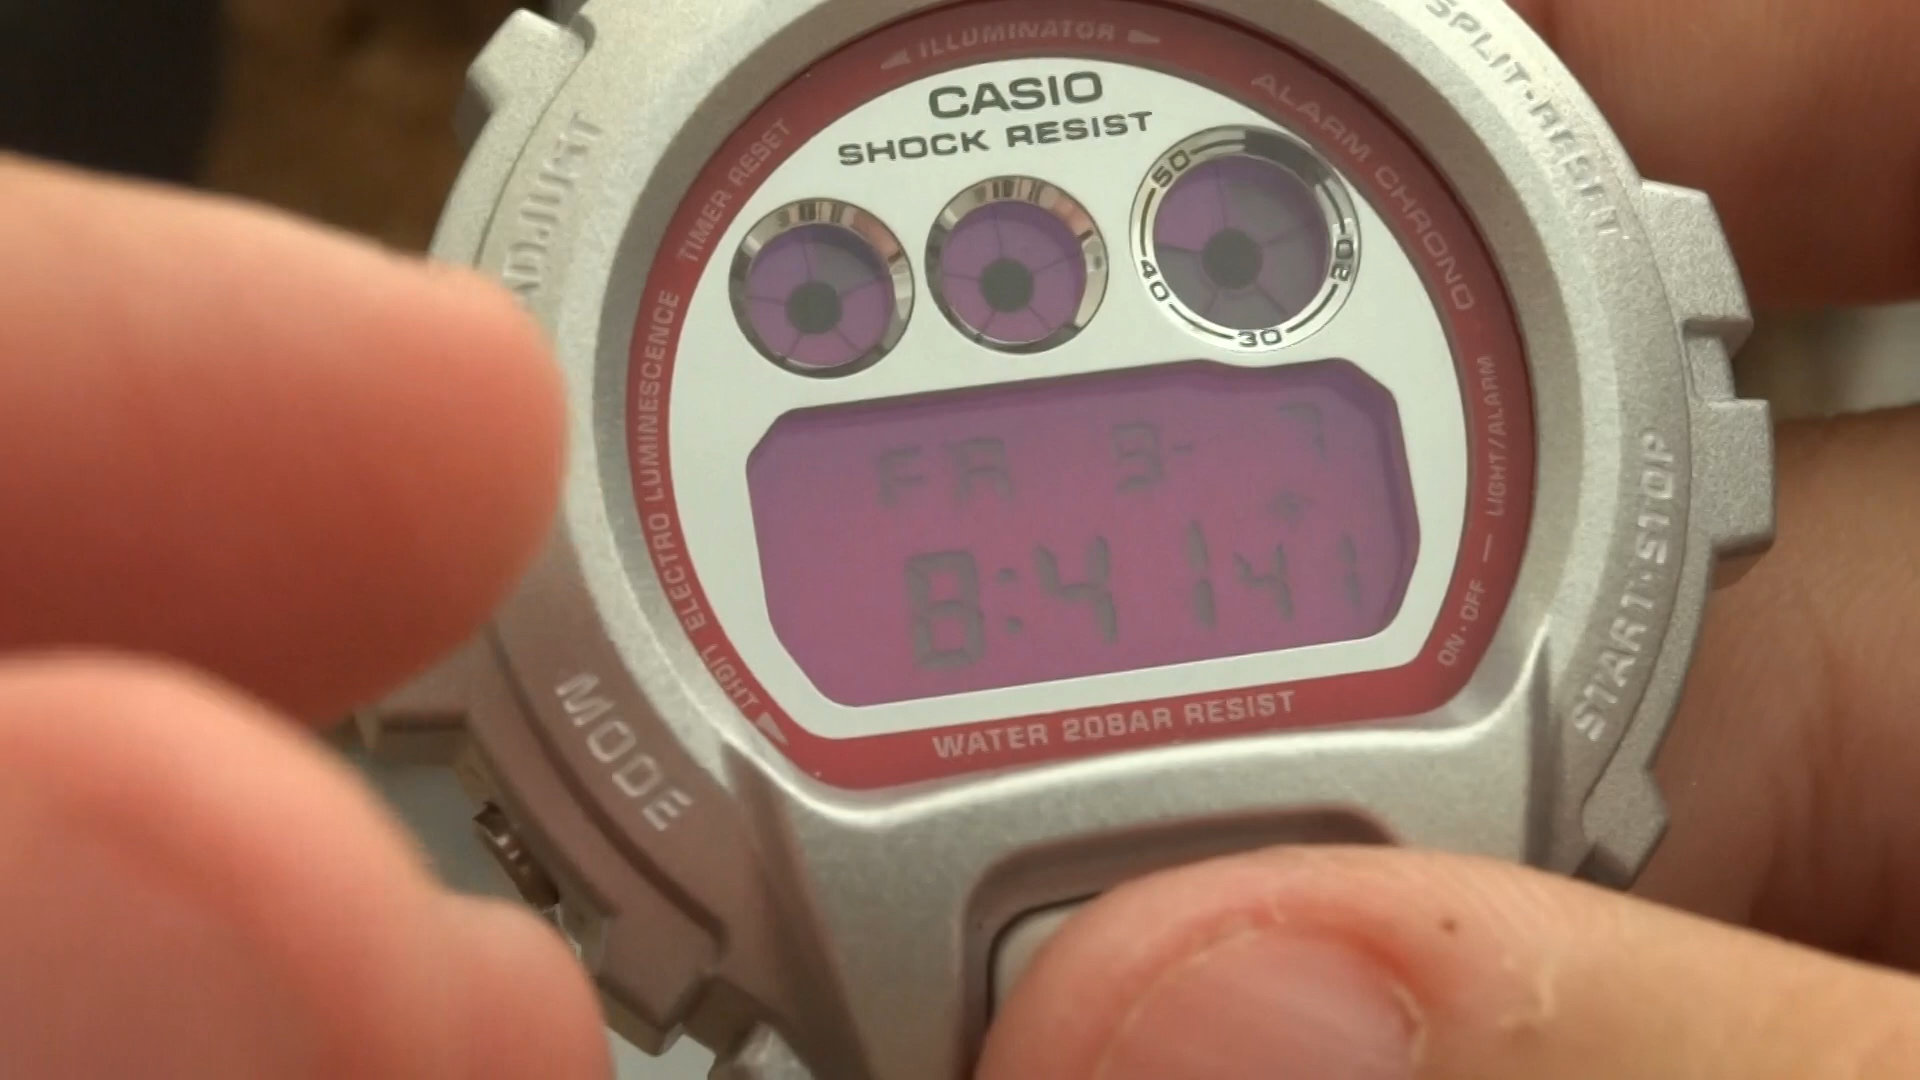 SPLIT·RESET
ADJUST
ILLUMINATOR
CASIO
SHOCK RESIST
TIMER RESET
ALARM CHRONO
50
40
30
20
ELECTRO LUMINESCENCE
LIGHT
FR 3- 7
8:41 41
LIGHT/ALARM
ON·OFF
START·STOP
MODE
WATER 20BAR RESIST